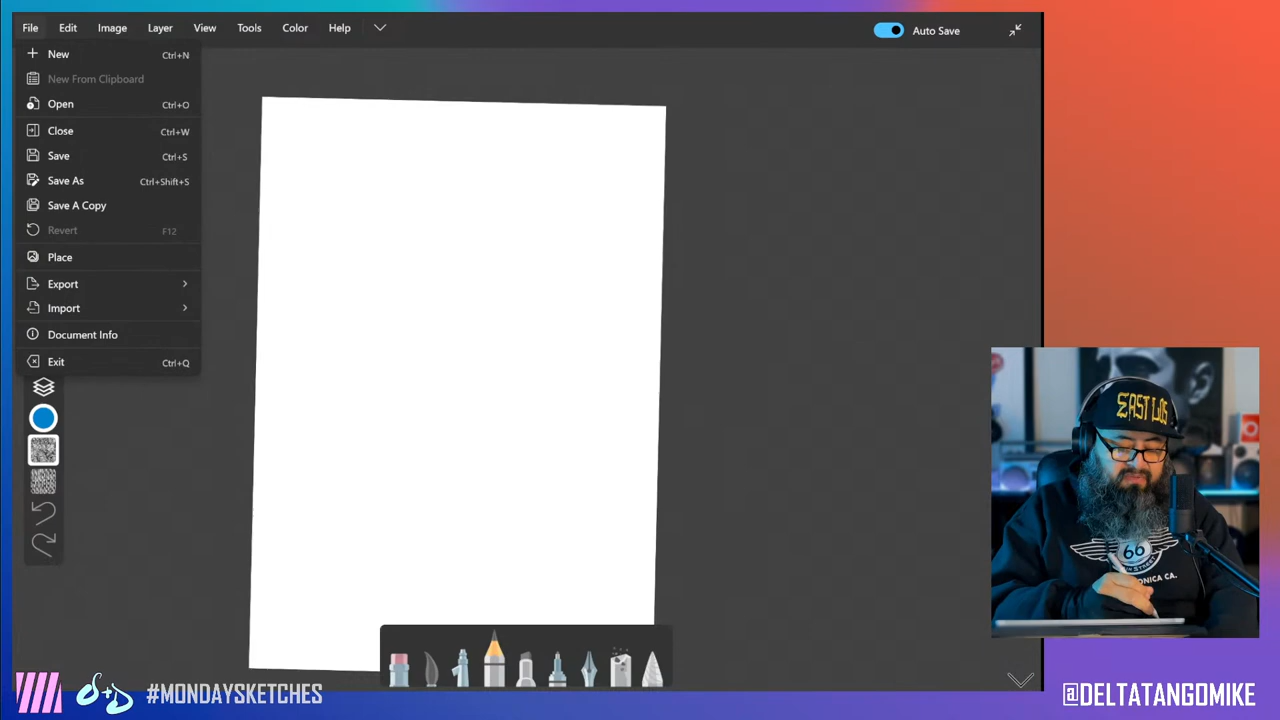 File Edit Image Layer View Tools Color Help Auto Save
New Ctrl+N
New From Clipboard
Open Ctrl+O
Close Ctrl+W
Save Ctrl+S
Save As Ctrl+Shift+S
Save A Copy
Revert F12
Place
Export
Import
Document Info
Exit Ctrl+Q
EAST LOS
66
#MONDAYSKETCHES
@DELTATANGOMIKE